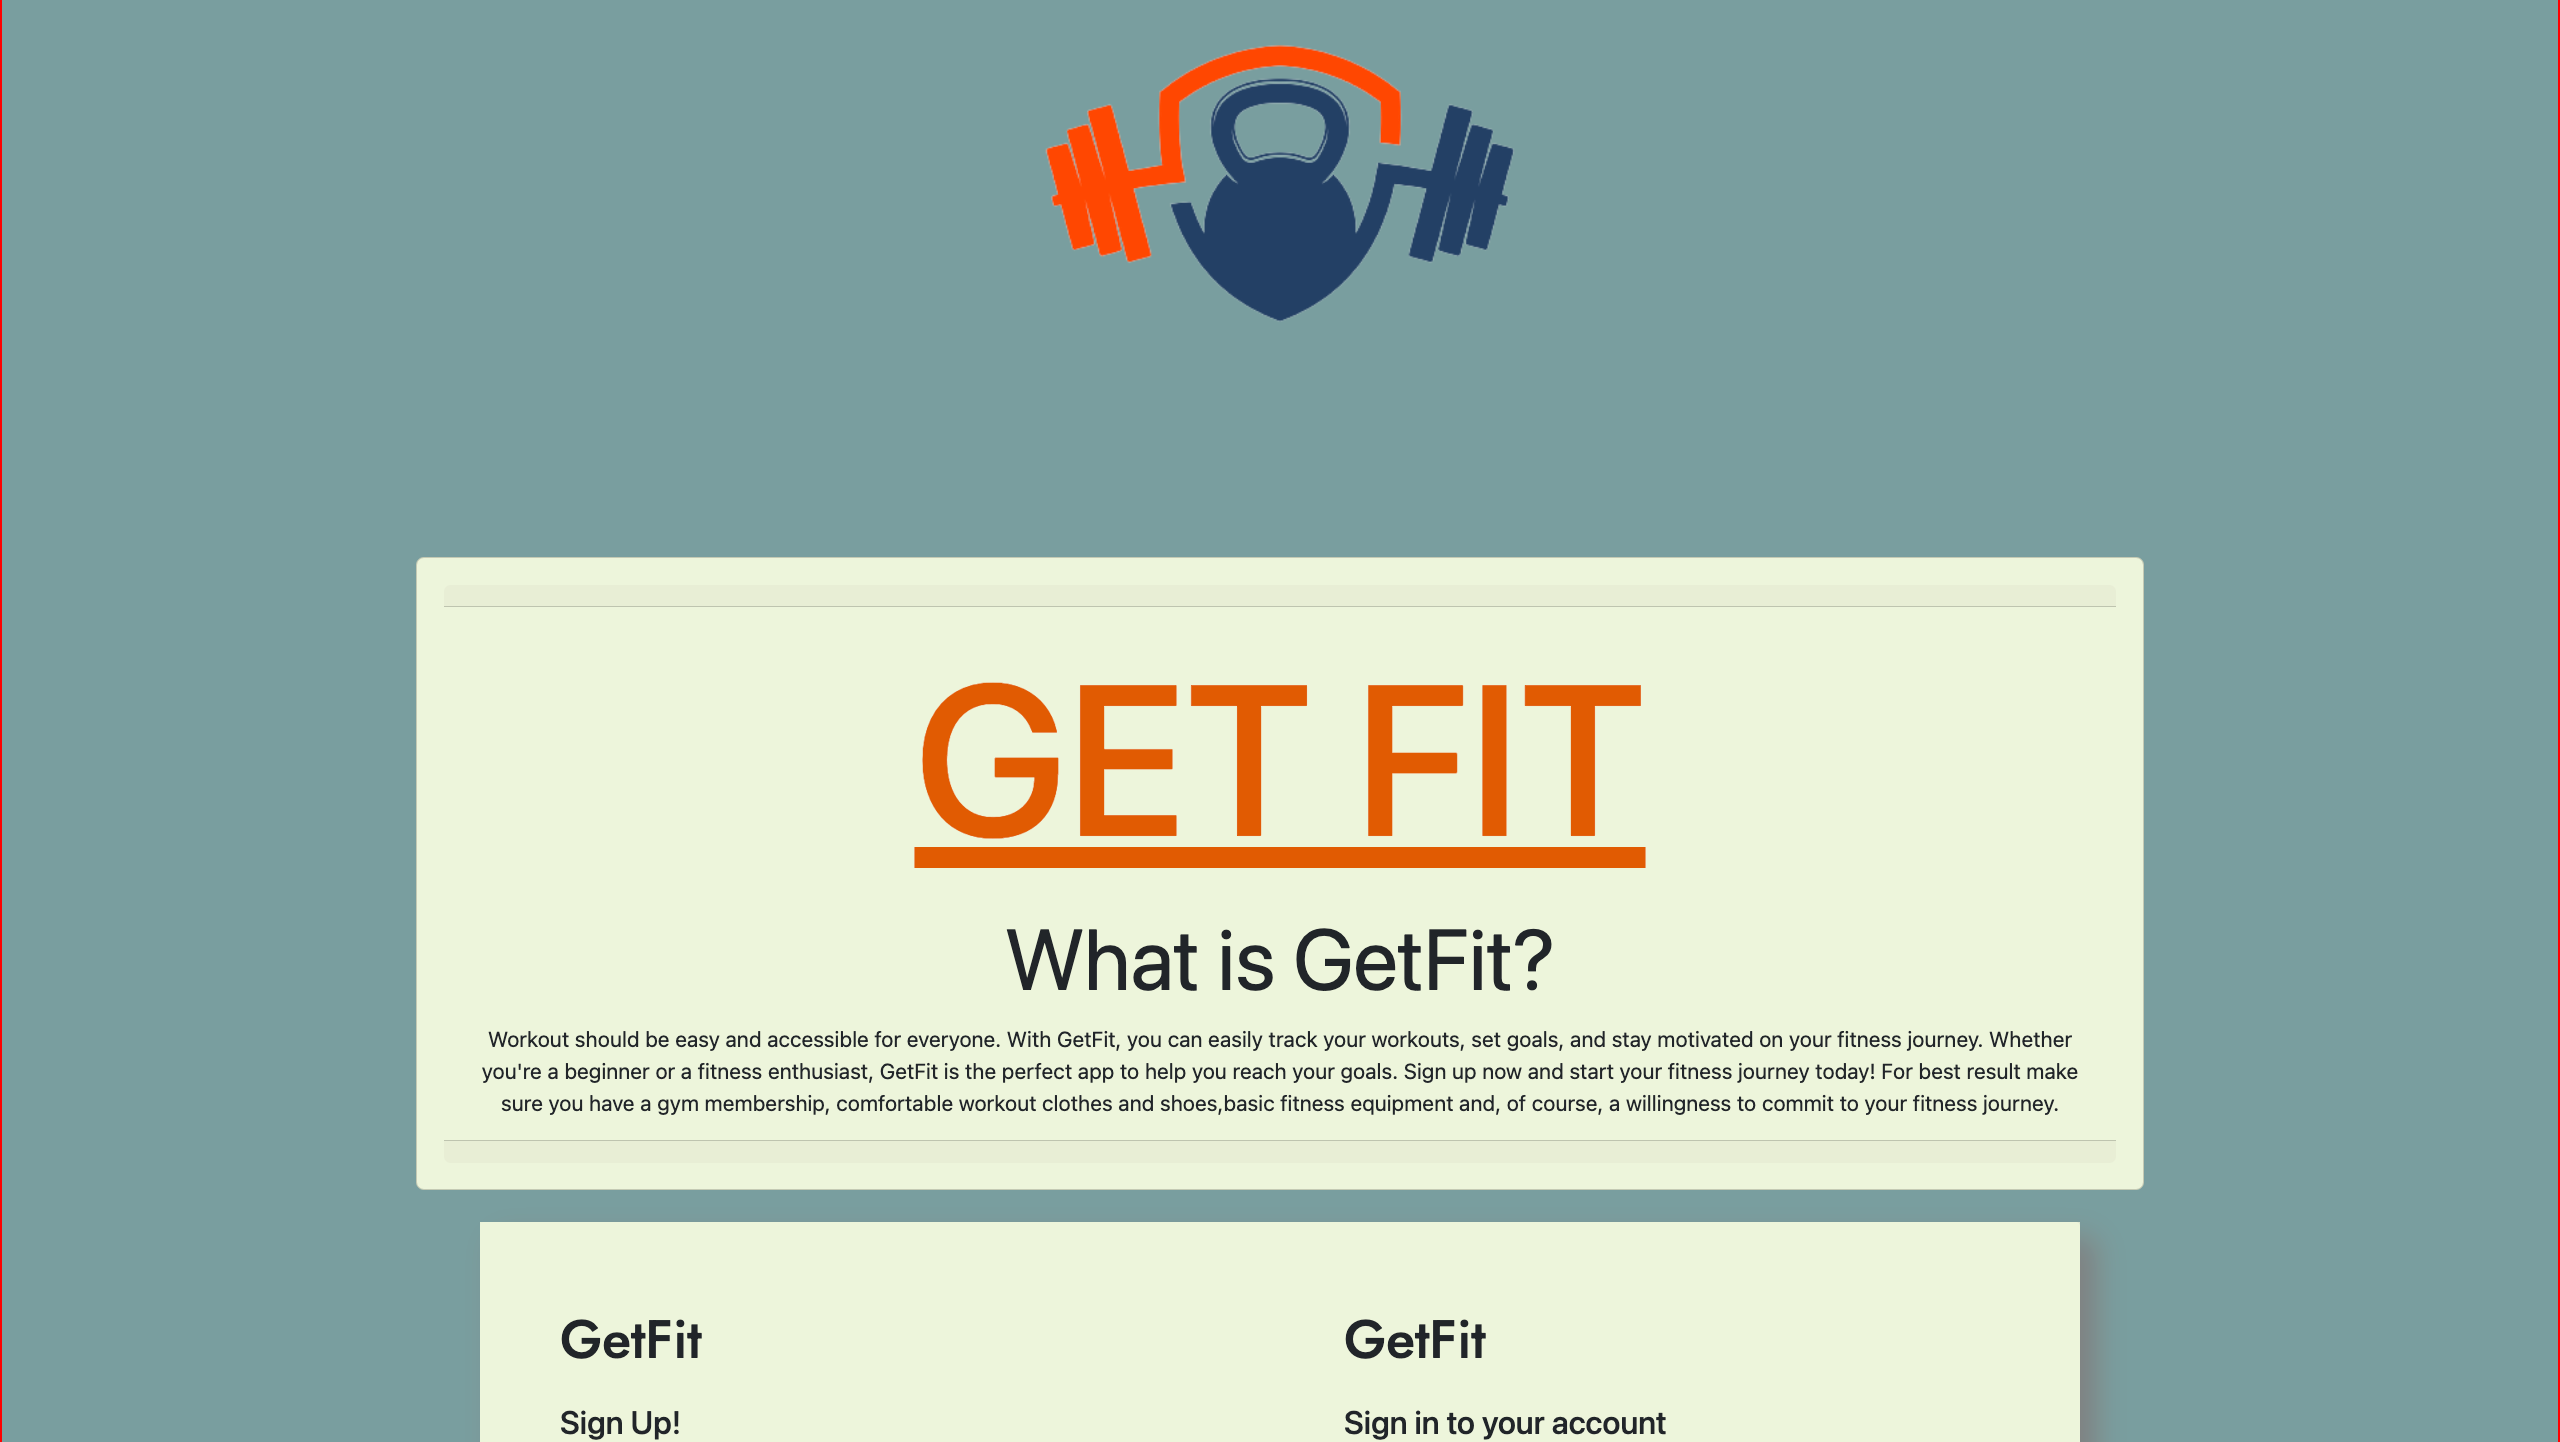 GET FIT
What is GetFit?
Workout should be easy and accessible for everyone. With GetFit, you can easily track your workouts, set goals, and stay motivated on your fitness journey. Whether
you're a beginner or a fitness enthusiast, GetFit is the perfect app to help you reach your goals. Sign up now and start your fitness journey today! For best result make
sure you have a gym membership, comfortable workout clothes and shoes,basic fitness equipment and, of course, a willingness to commit to your fitness journey.
GetFit
Sign Up!
GetFit
Sign in to your account